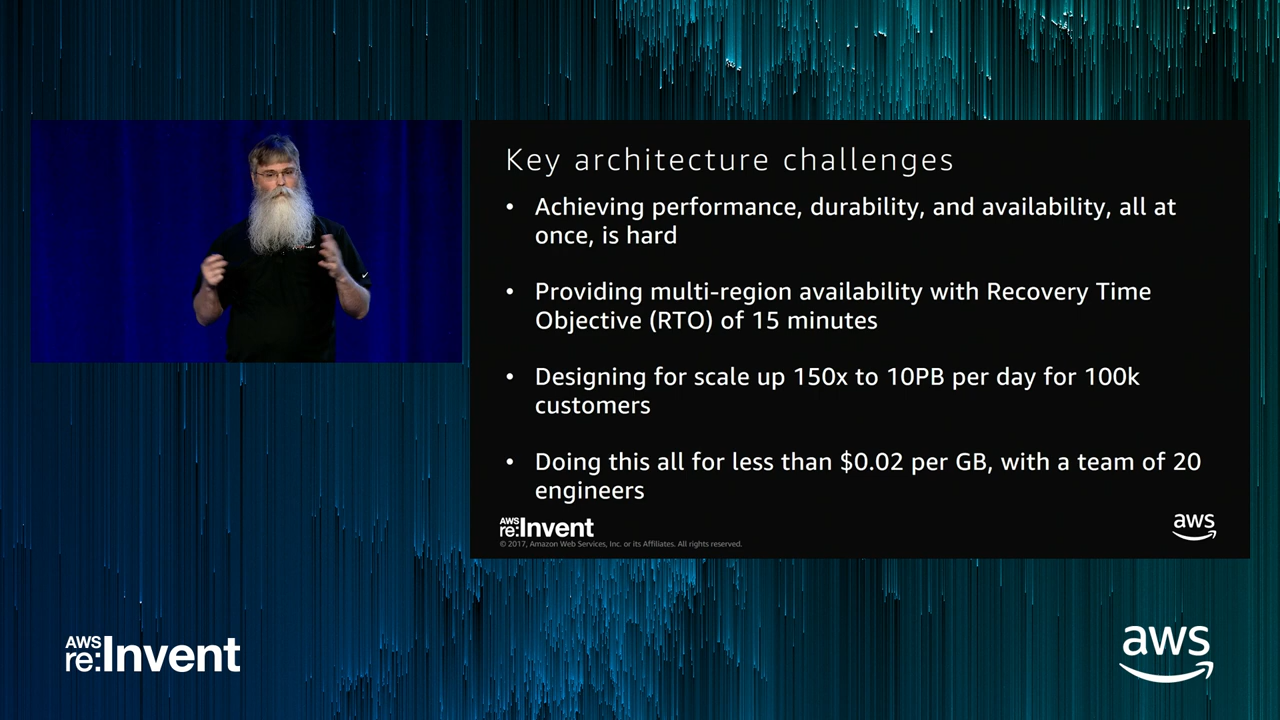 Key architecture challenges
• Achieving performance, durability, and availability, all at
once, is hard
• Providing multi-region availability with Recovery Time
Objective (RTO) of 15 minutes
• Designing for scale up 150x to 10PB per day for 100k
customers
• Doing this all for less than $0.02 per GB, with a team of 20
engineers
AWS
re:Invent
© 2017, Amazon Web Services, Inc. or its Affiliates. All rights reserved.
aws
AWS
re:Invent
aws